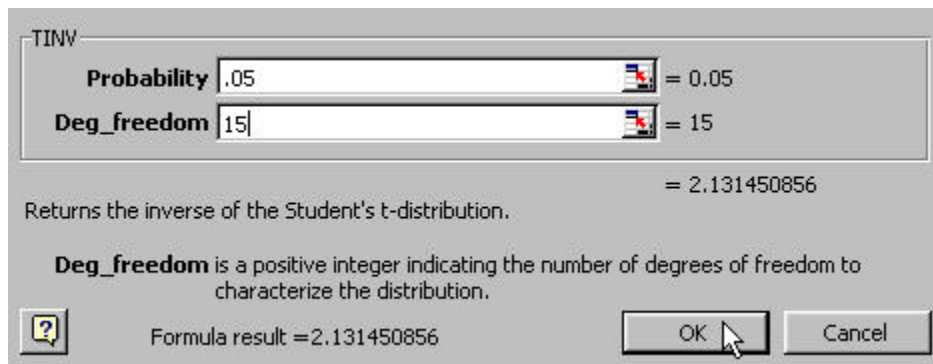 TINV
Probability .05 = 0.05
Deg_freedom 15 = 15
= 2.131450856
Returns the inverse of the Student's t-distribution.
Deg_freedom is a positive integer indicating the number of degrees of freedom to
characterize the distribution.
? Formula result =2.131450856 OK Cancel